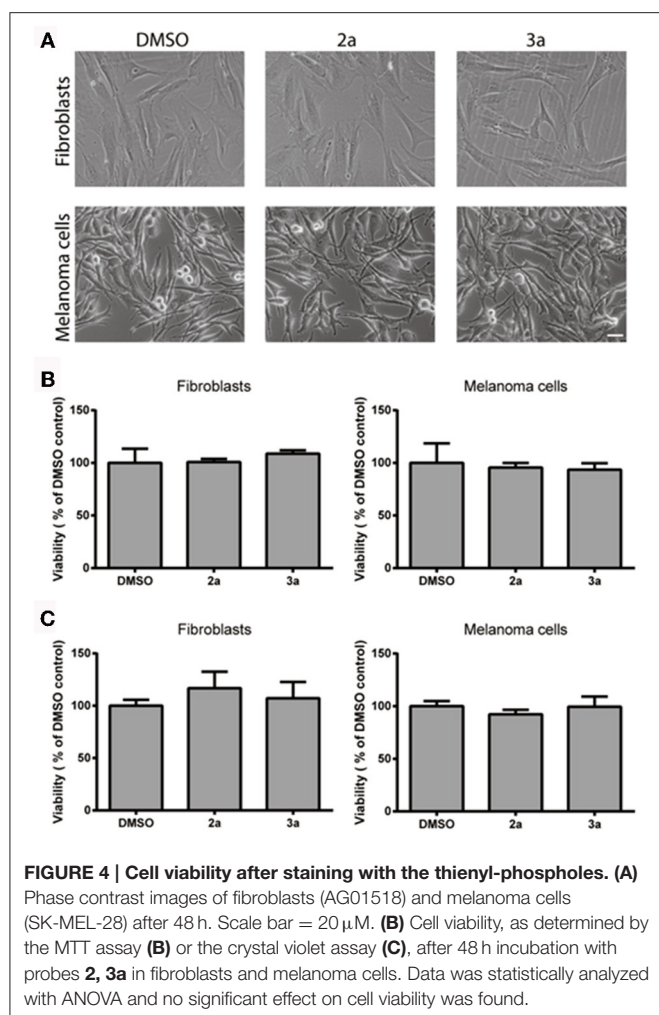 A
DMSO 2a 3a
Fibroblasts
Melanoma cells
B
Fibroblasts
Viability ( % of DMSO control)
150
100
50
0
DMSO 2a 3a
Melanoma cells
Viability ( % of DMSO control)
150
100
50
0
DMSO 2a 3a
C
Fibroblasts
Viability ( % of DMSO control)
150
100
50
0
DMSO 2a 3a
Melanoma cells
Viability ( % of DMSO control)
150
100
50
0
DMSO 2a 3a
FIGURE 4 | Cell viability after staining with the thienyl-phospholes. (A)
Phase contrast images of fibroblasts (AG01518) and melanoma cells
(SK-MEL-28) after 48 h. Scale bar = 20 μM. (B) Cell viability, as determined by
the MTT assay (B) or the crystal violet assay (C), after 48 h incubation with
probes 2, 3a in fibroblasts and melanoma cells. Data was statistically analyzed
with ANOVA and no significant effect on cell viability was found.